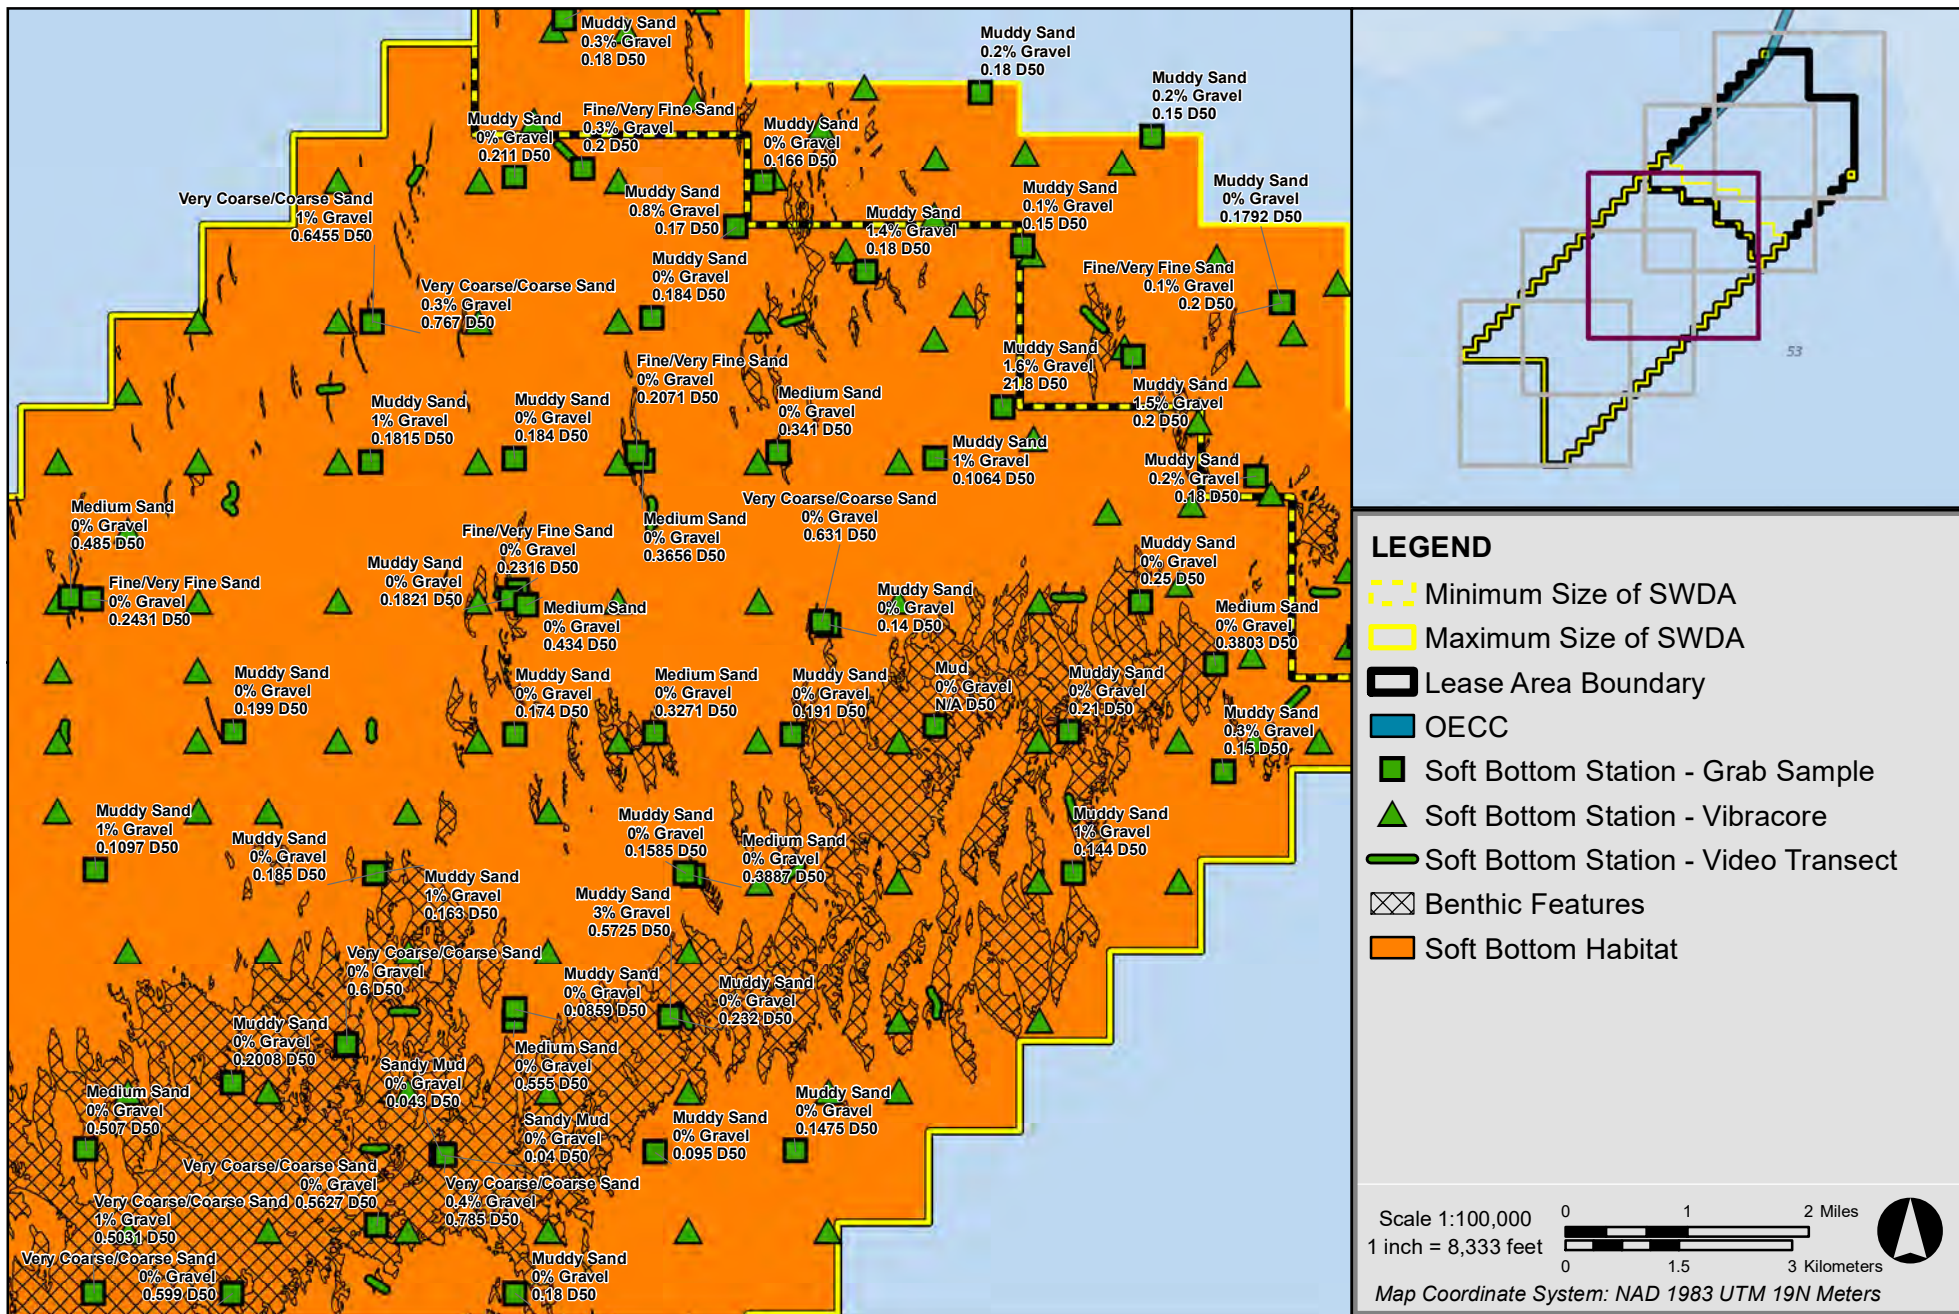 Muddy Sand
0.3% Gravel
0.18 D50
Muddy Sand
0.2% Gravel
0.18 D50
Muddy Sand
0.2% Gravel
0.15 D50
Muddy Sand
0% Gravel
0.211 D50
Fine/Very Fine Sand
0.3% Gravel
0.2 D50
Muddy Sand
0% Gravel
0.166 D50
Very Coarse/Coarse Sand
1% Gravel
0.6455 D50
Muddy Sand
0.8% Gravel
0.17 D50
Muddy Sand
1.4% Gravel
0.18 D50
Muddy Sand
0.1% Gravel
0.15 D50
Muddy Sand
0% Gravel
0.1792 D50
Very Coarse/Coarse Sand
0.3% Gravel
0.767 D50
Muddy Sand
0% Gravel
0.184 D50
Fine/Very Fine Sand
0.1% Gravel
0.2 D50
Muddy Sand
1% Gravel
0.1815 D50
Muddy Sand
0% Gravel
0.184 D50
Fine/Very Fine Sand
0% Gravel
0.2071 D50
Medium Sand
0% Gravel
0.341 D50
Muddy Sand
1.6% Gravel
21.8 D50
Muddy Sand
1.5% Gravel
0.2 D50
Muddy Sand
1% Gravel
0.1064 D50
Muddy Sand
0.2% Gravel
0.18 D50
Medium Sand
0% Gravel
0.485 D50
Fine/Very Fine Sand
0% Gravel
0.2316 D50
Medium Sand
0% Gravel
0.3656 D50
Very Coarse/Coarse Sand
0% Gravel
0.631 D50
Muddy Sand
0% Gravel
0.25 D50
Fine/Very Fine Sand
0% Gravel
0.2431 D50
Muddy Sand
0% Gravel
0.1821 D50
Medium Sand
0% Gravel
0.434 D50
Muddy Sand
0% Gravel
0.14 D50
Medium Sand
0% Gravel
0.3803 D50
Muddy Sand
0% Gravel
0.199 D50
Muddy Sand
0% Gravel
0.174 D50
Medium Sand
0% Gravel
0.3271 D50
Muddy Sand
0% Gravel
0.191 D50
Mud
0% Gravel
N/A D50
Muddy Sand
0% Gravel
0.21 D50
Muddy Sand
0.3% Gravel
0.15 D50
Muddy Sand
1% Gravel
0.1097 D50
Muddy Sand
0% Gravel
0.185 D50
Muddy Sand
0% Gravel
0.1585 D50
Medium Sand
0% Gravel
0.3887 D50
Muddy Sand
1% Gravel
0.144 D50
Muddy Sand
1% Gravel
0.163 D50
Muddy Sand
3% Gravel
0.5725 D50
Very Coarse/Coarse Sand
0% Gravel
0.6 D50
Muddy Sand
0% Gravel
0.0859 D50
Muddy Sand
0% Gravel
0.232 D50
Muddy Sand
0% Gravel
0.2008 D50
Sandy Mud
0% Gravel
0.043 D50
Medium Sand
0% Gravel
0.555 D50
Medium Sand
0% Gravel
0.507 D50
Sandy Mud
0% Gravel
0.04 D50
Muddy Sand
0% Gravel
0.095 D50
Muddy Sand
0% Gravel
0.1475 D50
Very Coarse/Coarse Sand
0% Gravel
0.5627 D50
Very Coarse/Coarse Sand
0.4% Gravel
0.785 D50
Very Coarse/Coarse Sand
1% Gravel
0.5031 D50
Very Coarse/Coarse Sand
0% Gravel
0.599 D50
Muddy Sand
0% Gravel
0.18 D50
53
LEGEND
Minimum Size of SWDA
Maximum Size of SWDA
Lease Area Boundary
OECC
Soft Bottom Station - Grab Sample
Soft Bottom Station - Vibracore
Soft Bottom Station - Video Transect
Benthic Features
Soft Bottom Habitat
Scale 1:100,000
1 inch = 8,333 feet
0 1 2 Miles
0 1.5 3 Kilometers
Map Coordinate System: NAD 1983 UTM 19N Meters